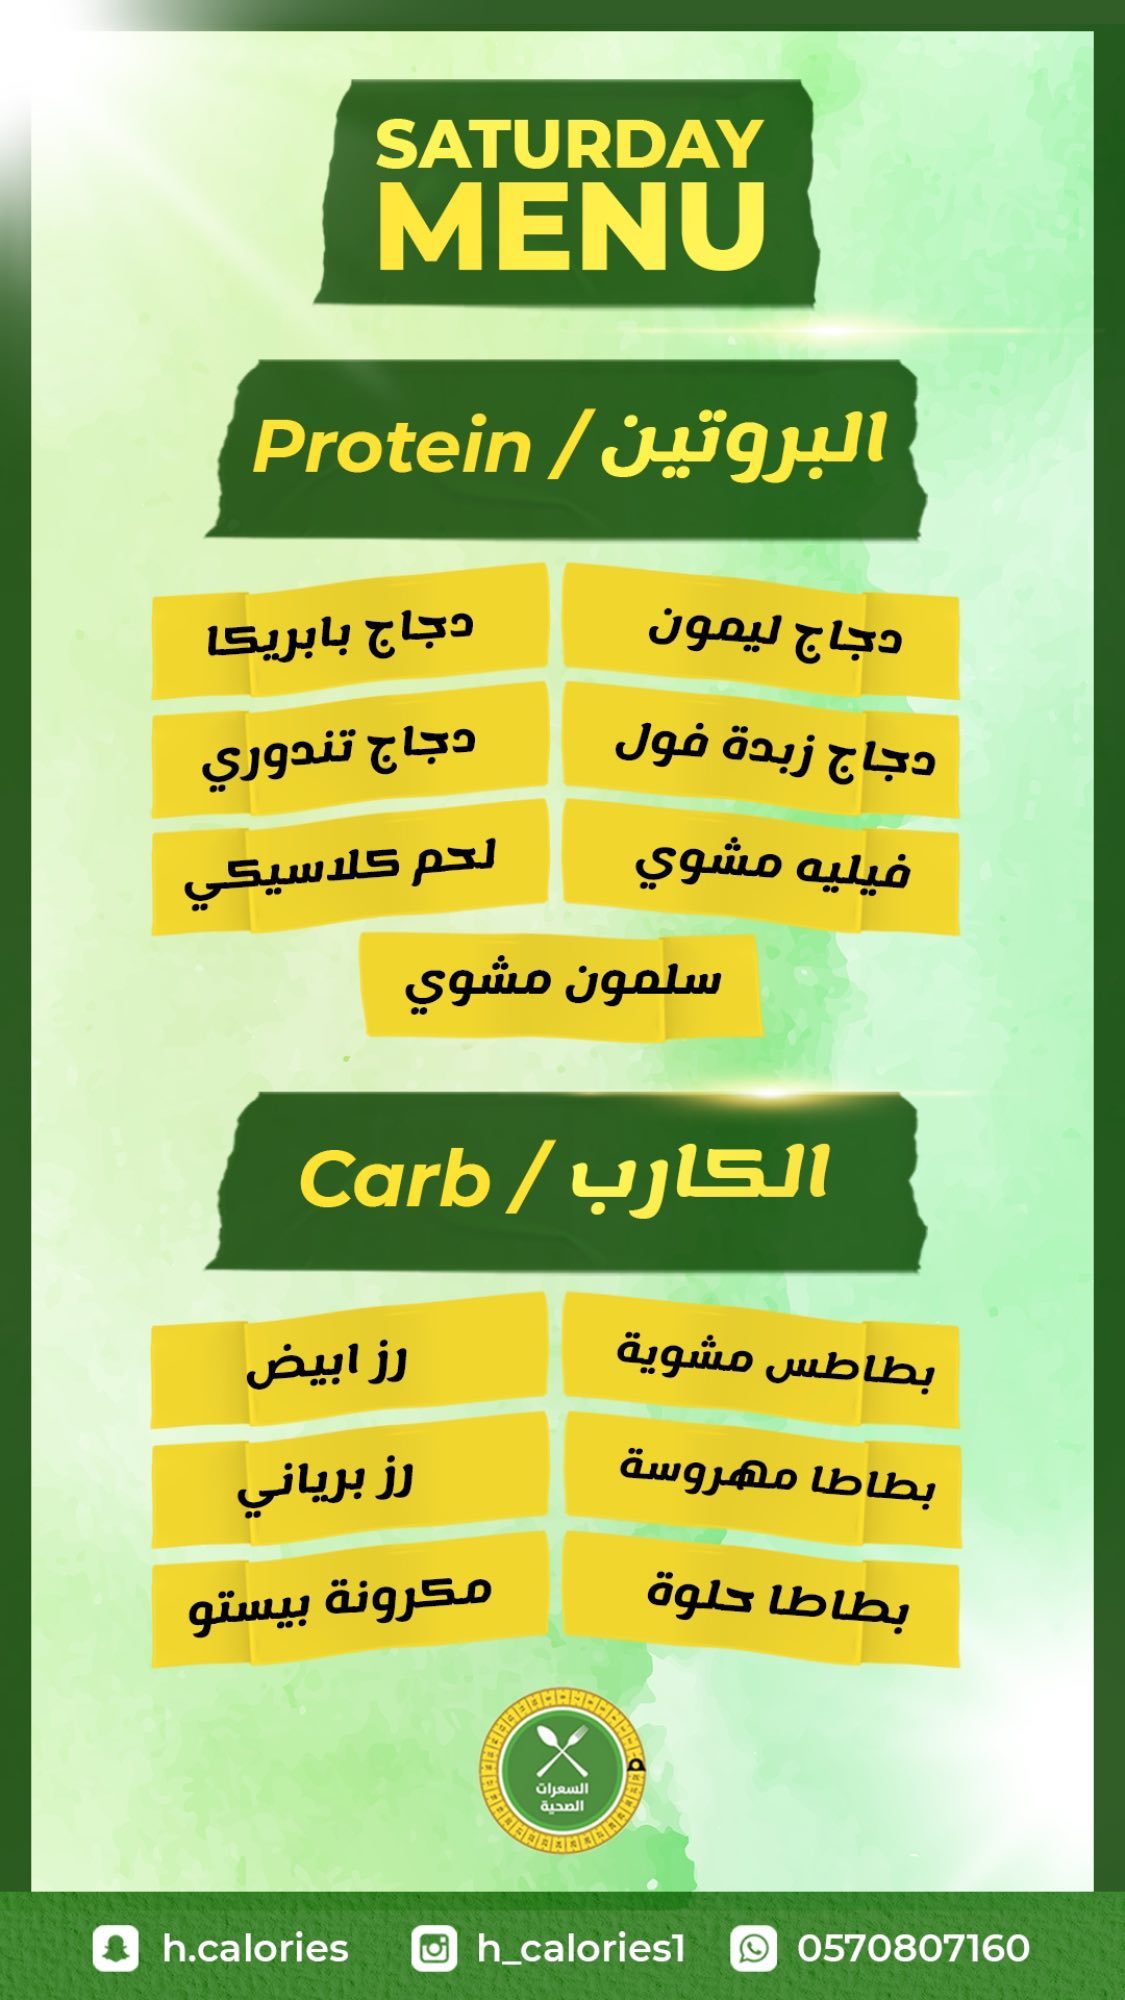 SATURDAY
MENU
البروتين / Protein
دجاج ليمون
دجاج بابريكا
دجاج زبدة فول
دجاج تندوري
فيليه مشوي
لحم كلاسيكي
سلمون مشوي
الكارب / Carb
بطاطس مشوية
رز ابيض
بطاطا مهروسة
رز برياني
بطاطا حلوة
مكرونة بيستو
السعرات
الصحية
h.calories
h_calories1
0570807160